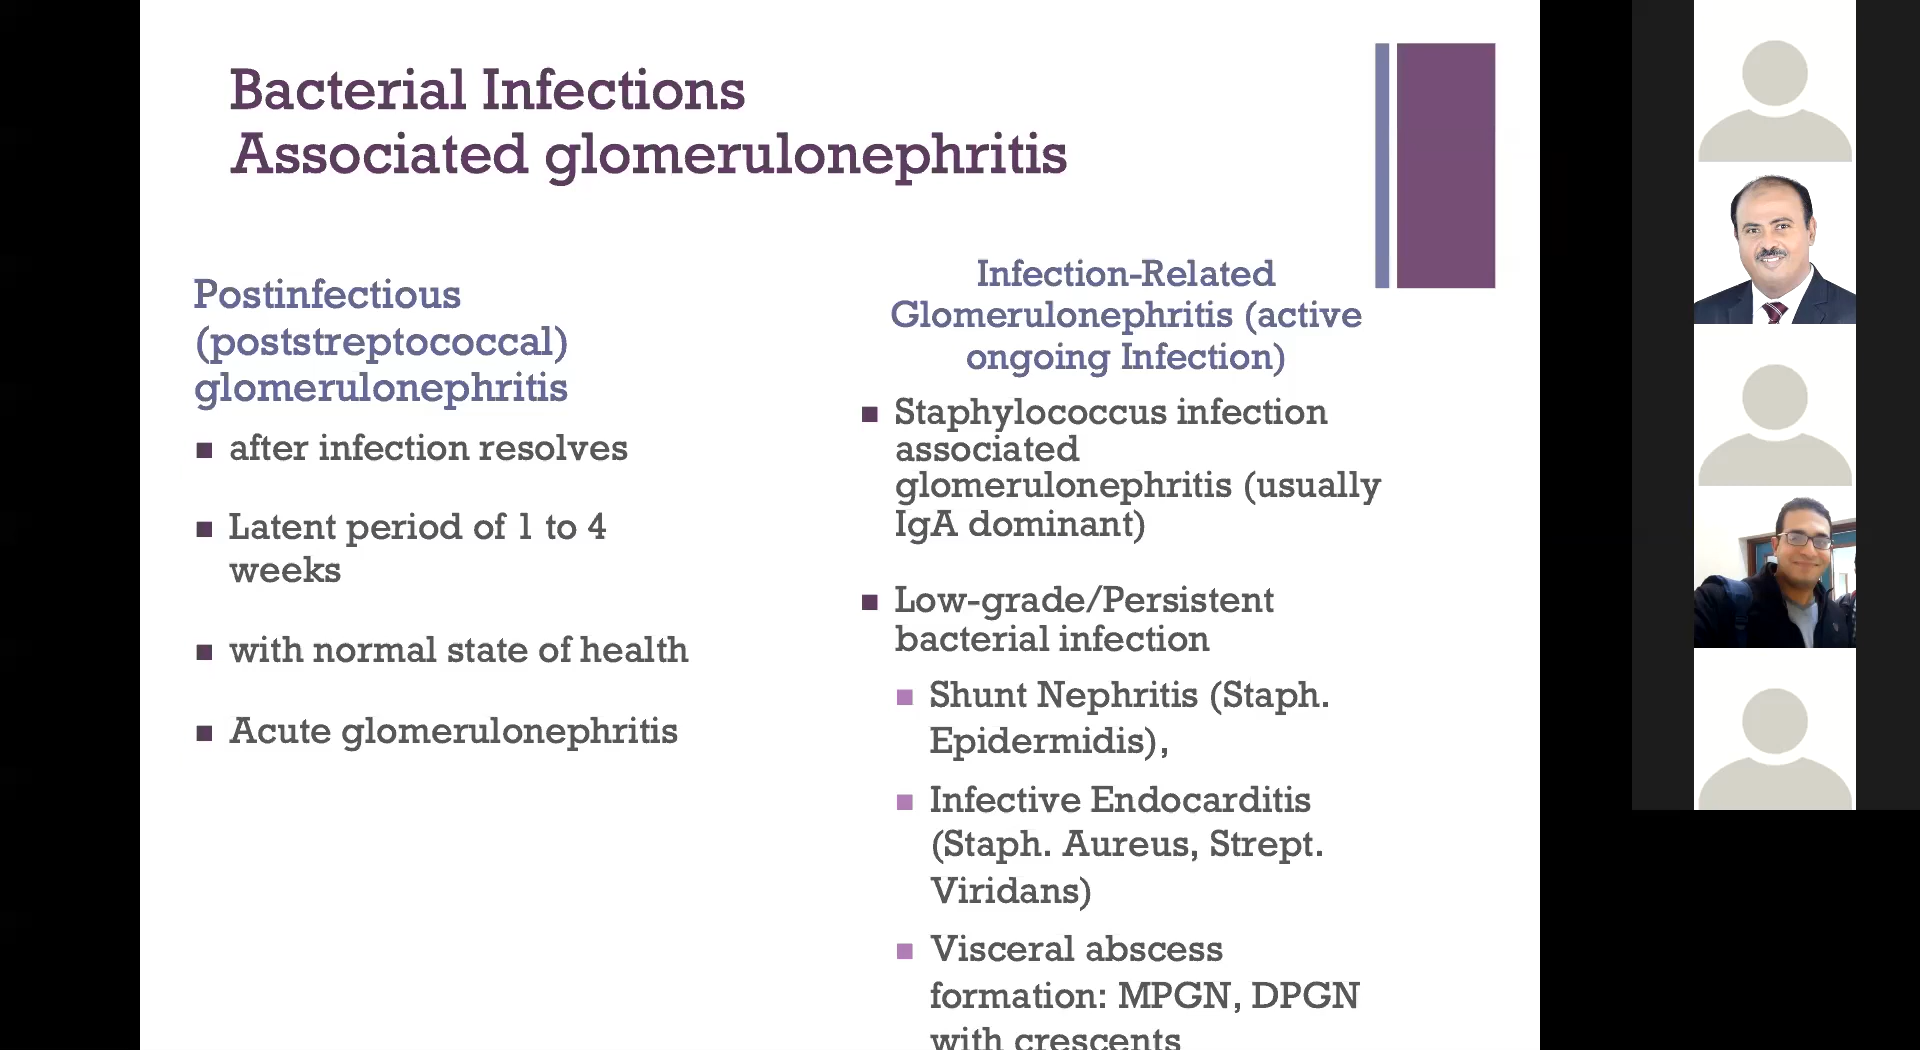 Bacterial Infections
Associated glomerulonephritis
Postinfectious
(poststreptococcal)
glomerulonephritis
after infection resolves
Latent period of 1 to 4
weeks
with normal state of health
Acute glomerulonephritis
Infection-Related
Glomerulonephritis (active
ongoing Infection)
Staphylococcus infection
associated
glomerulonephritis (usually
IgA dominant)
Low-grade/Persistent
bacterial infection
Shunt Nephritis (Staph.
Epidermidis),
Infective Endocarditis
(Staph. Aureus, Strept.
Viridans)
Visceral abscess
formation: MPGN, DPGN
with crescents